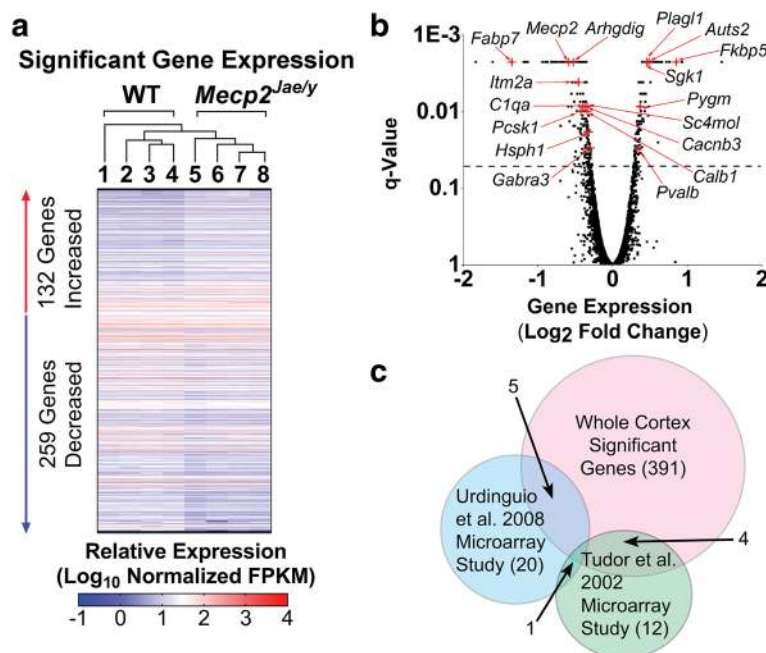 a
Significant Gene Expression
WT
Mecp2^Jae/y
1 2 3 4 5 6 7 8
132 Genes
Increased
259 Genes
Decreased
Relative Expression
(Log10 Normalized FPKM)
-1 0 1 2 3 4
b
1E-3
0.01
0.1
1
q-Value
Fabp7
Mecp2
Arhgdig
Plagl1
Auts2
Fkbp5
Sgk1
Itm2a
C1qa
Pcsk1
Hsph1
Gabra3
Pygm
Sc4mol
Cacnb3
Calb1
Pvalb
-2 -1 0 1 2
Gene Expression
(Log2 Fold Change)
c
5
Whole Cortex
Significant
Genes (391)
Urdinguio
et al. 2008
Microarray
Study (20)
4
Tudor et al.
2002
Microarray
Study (12)
1